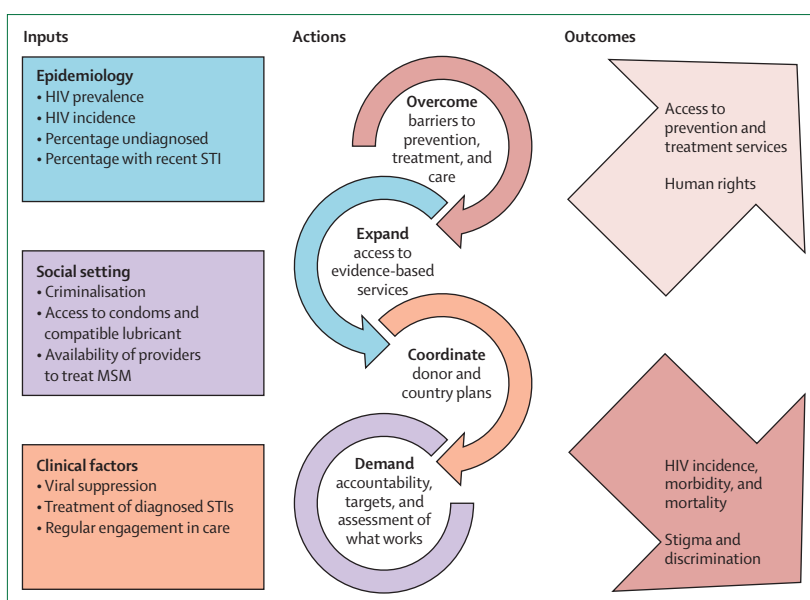 Inputs
Epidemiology
• HIV prevalence
• HIV incidence
• Percentage undiagnosed
• Percentage with recent STI
Social setting
• Criminalisation
• Access to condoms and
compatible lubricant
• Availability of providers
to treat MSM
Clinical factors
• Viral suppression
• Treatment of diagnosed STIs
• Regular engagement in care
Actions
Overcome
barriers to
prevention,
treatment, and
care
Expand
access to
evidence-based
services
Coordinate
donor and
country plans
Demand
accountability,
targets, and
assessment of
what works
Outcomes
Access to
prevention and
treatment services
Human rights
HIV incidence,
morbidity, and
mortality
Stigma and
discrimination